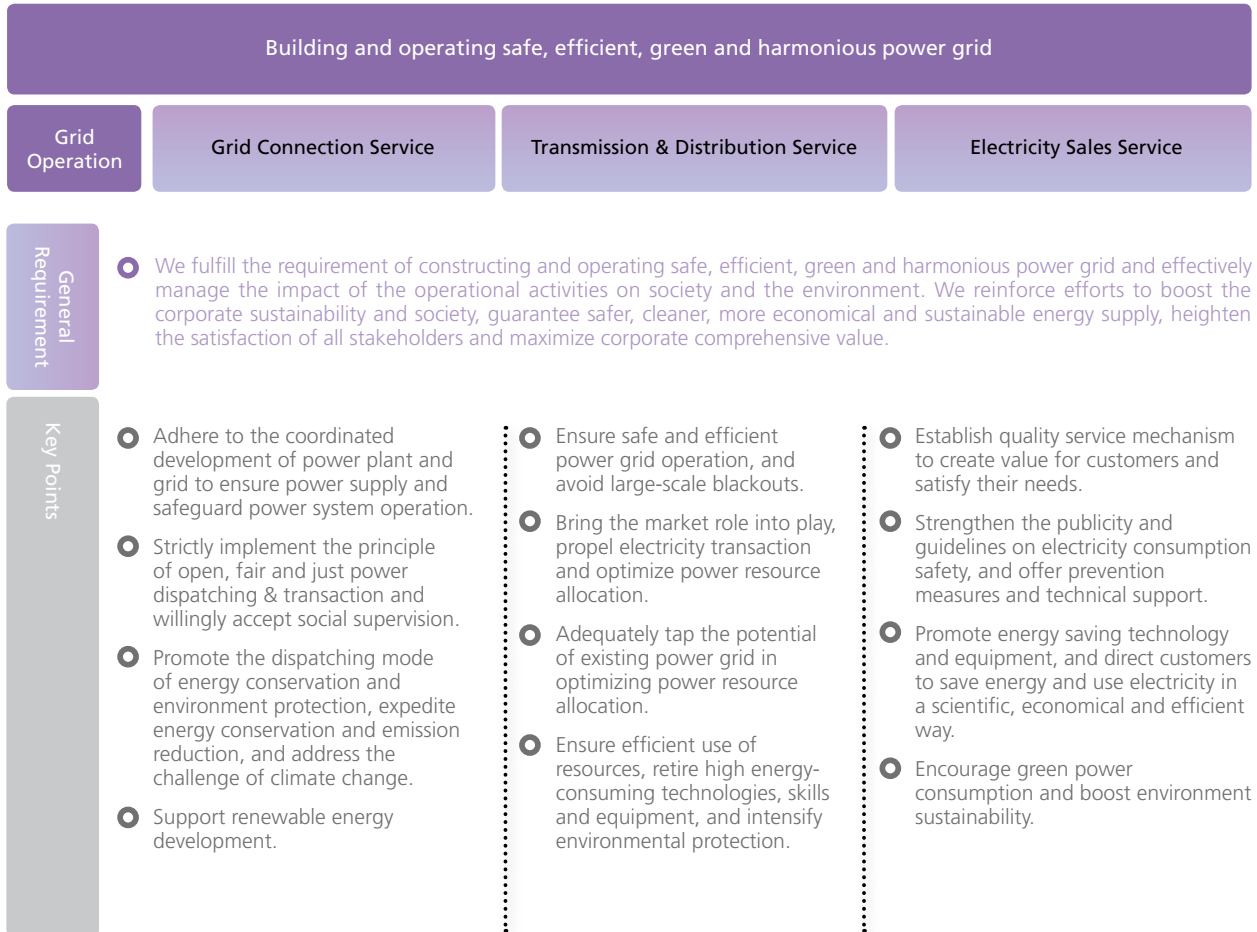 Building and operating safe, efficient, green and harmonious power grid
Grid
Operation
Grid Connection Service
Transmission & Distribution Service
Electricity Sales Service
General
Requirement
We fulfill the requirement of constructing and operating safe, efficient, green and harmonious power grid and effectively
manage the impact of the operational activities on society and the environment. We reinforce efforts to boost the
corporate sustainability and society, guarantee safer, cleaner, more economical and sustainable energy supply, heighten
the satisfaction of all stakeholders and maximize corporate comprehensive value.
Key Points
Adhere to the coordinated
development of power plant and
grid to ensure power supply and
safeguard power system operation.
Strictly implement the principle
of open, fair and just power
dispatching & transaction and
willingly accept social supervision.
Promote the dispatching mode
of energy conservation and
environment protection, expedite
energy conservation and emission
reduction, and address the
challenge of climate change.
Support renewable energy
development.
Ensure safe and efficient
power grid operation, and
avoid large-scale blackouts.
Bring the market role into play,
propel electricity transaction
and optimize power resource
allocation.
Adequately tap the potential
of existing power grid in
optimizing power resource
allocation.
Ensure efficient use of
resources, retire high energy-
consuming technologies, skills
and equipment, and intensify
environmental protection.
Establish quality service mechanism
to create value for customers and
satisfy their needs.
Strengthen the publicity and
guidelines on electricity consumption
safety, and offer prevention
measures and technical support.
Promote energy saving technology
and equipment, and direct customers
to save energy and use electricity in
a scientific, economical and efficient
way.
Encourage green power
consumption and boost environment
sustainability.